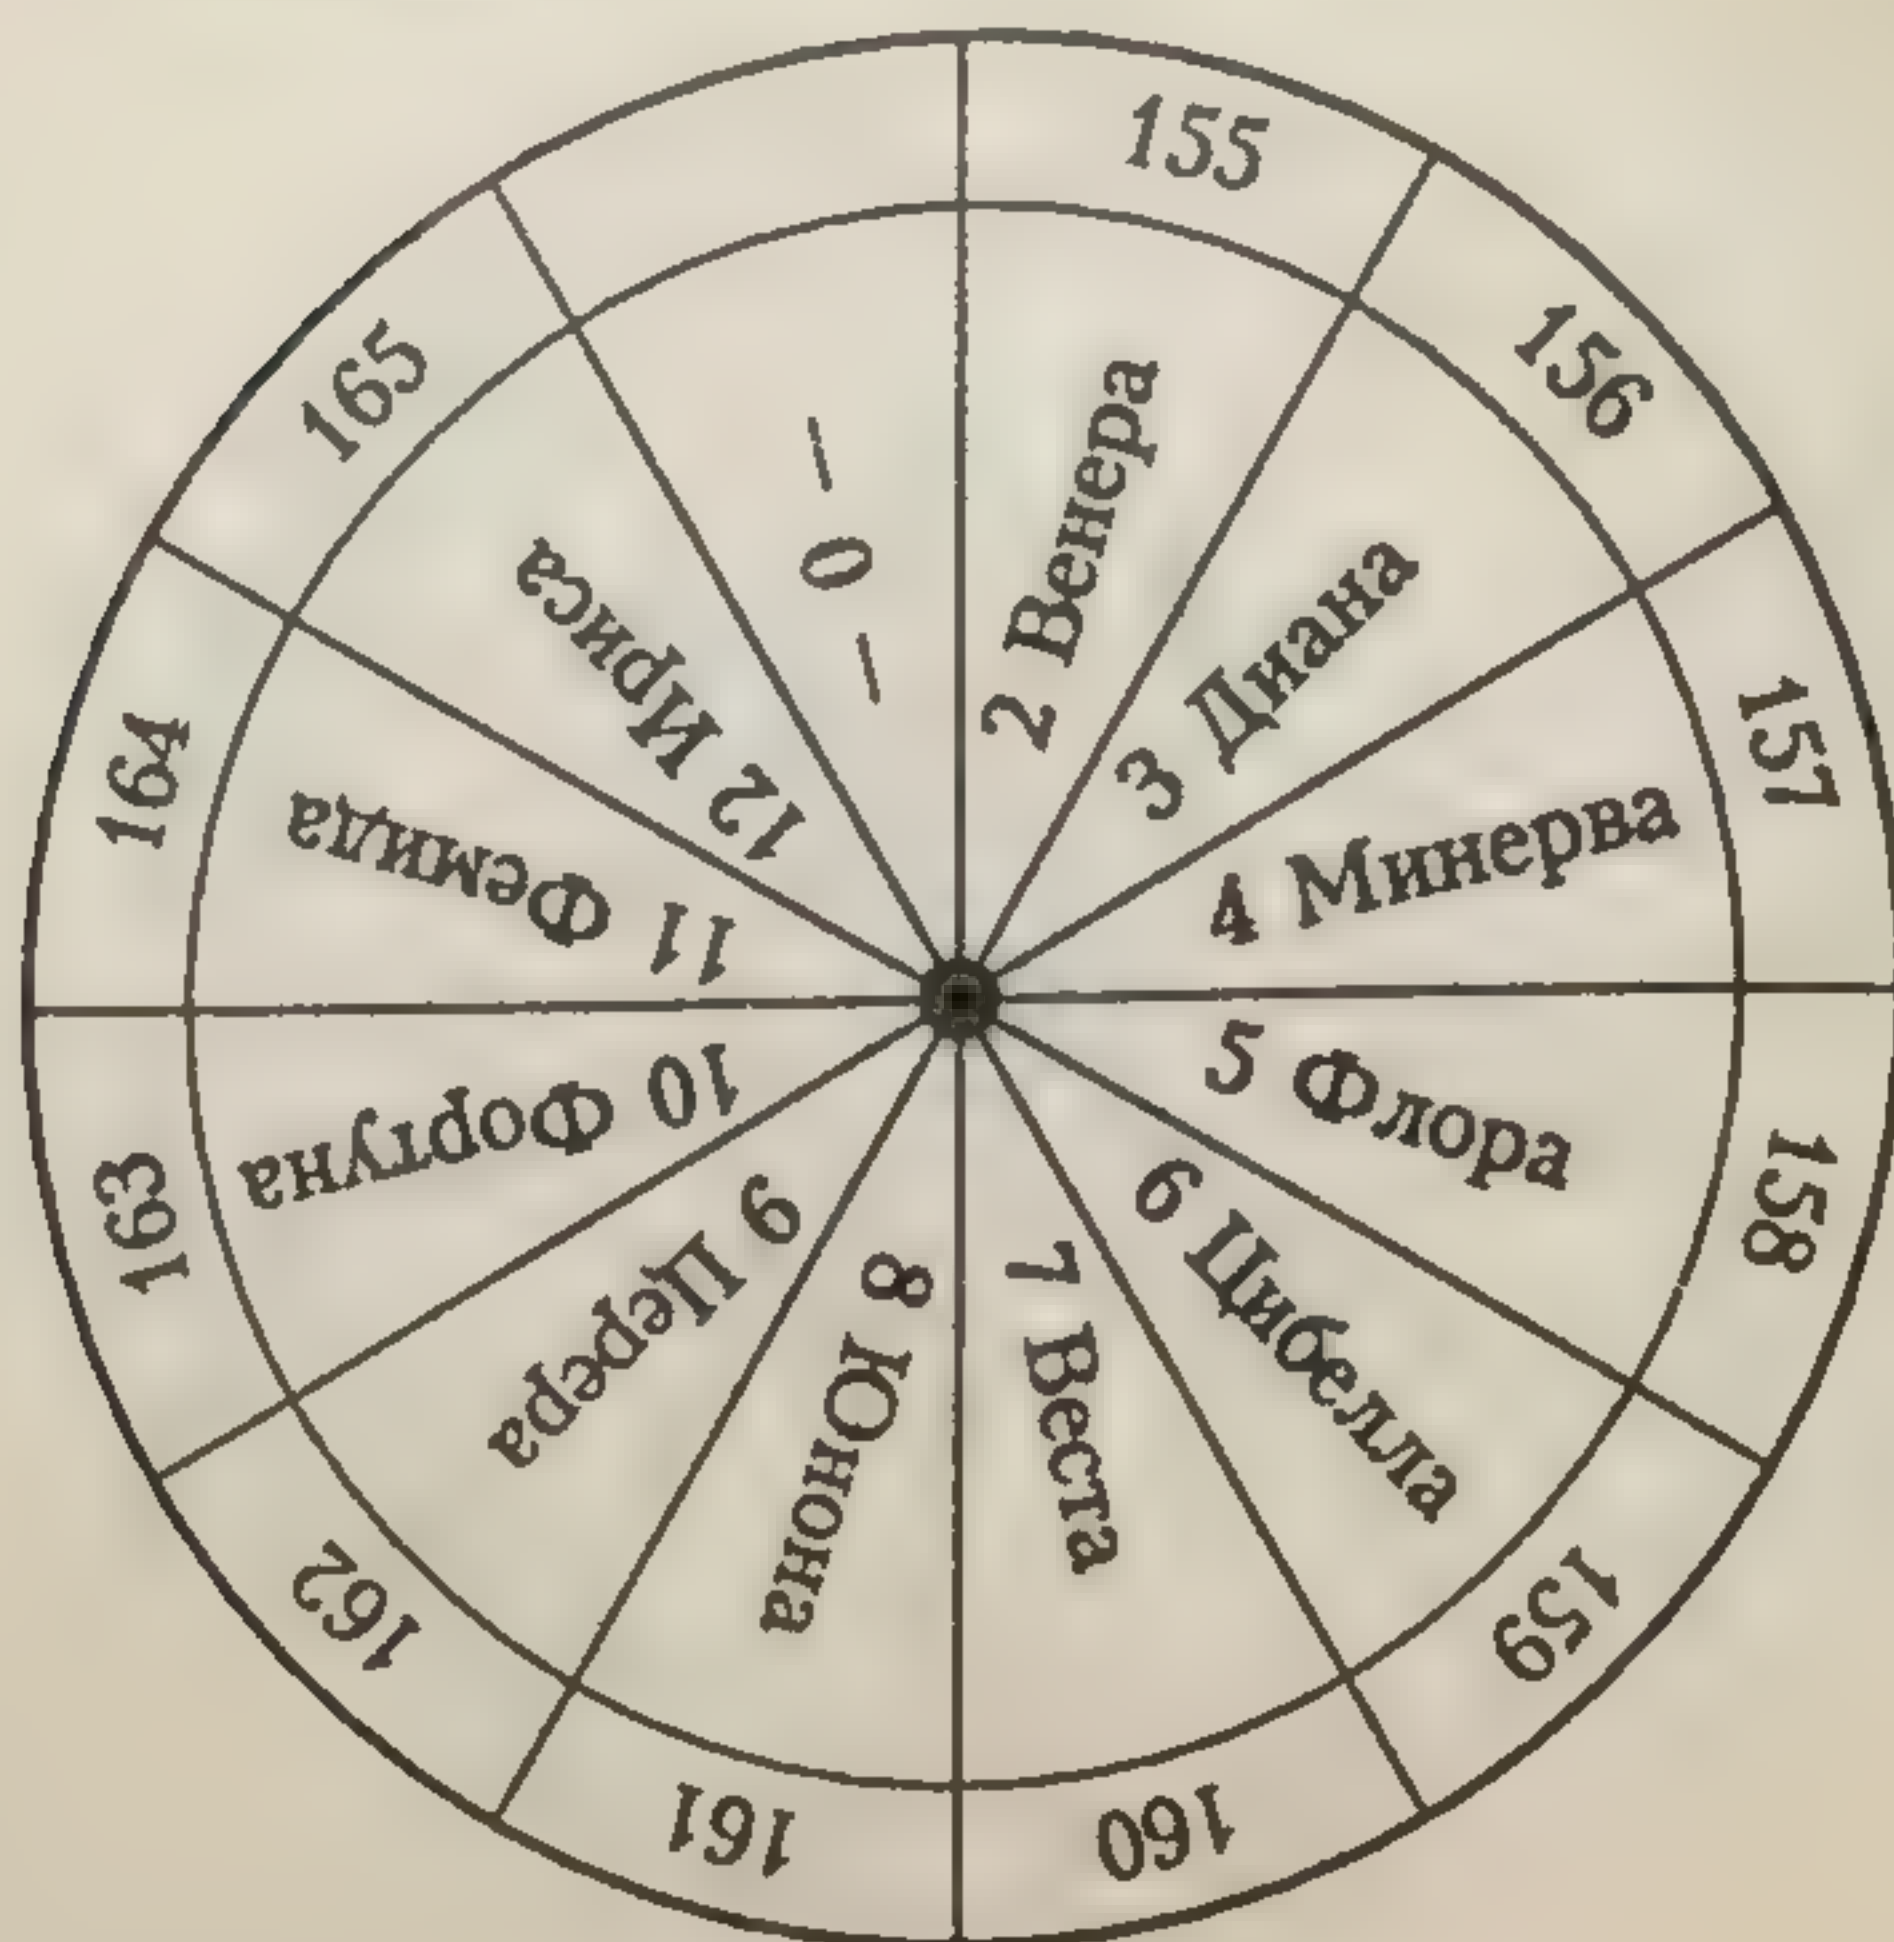 155
2 Венера
156
3 Диана
157
4 Минерва
158
5 Флора
159
6 Цибелла
160
7 Веста
161
8 Юнона
162
9 Церера
163
10 Фортуна
164
11 Фемида
165
12 Ириса
— 0 —